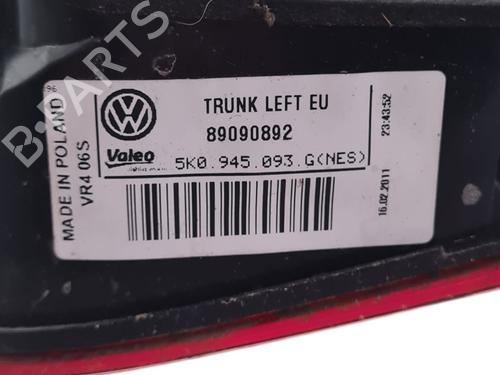 B-PARTS
MADE IN POLAND
VR4 06S
TRUNK LEFT EU
89090892
Valeo
5K0.945.093.G(NES)
23:43:52
16.02.2011